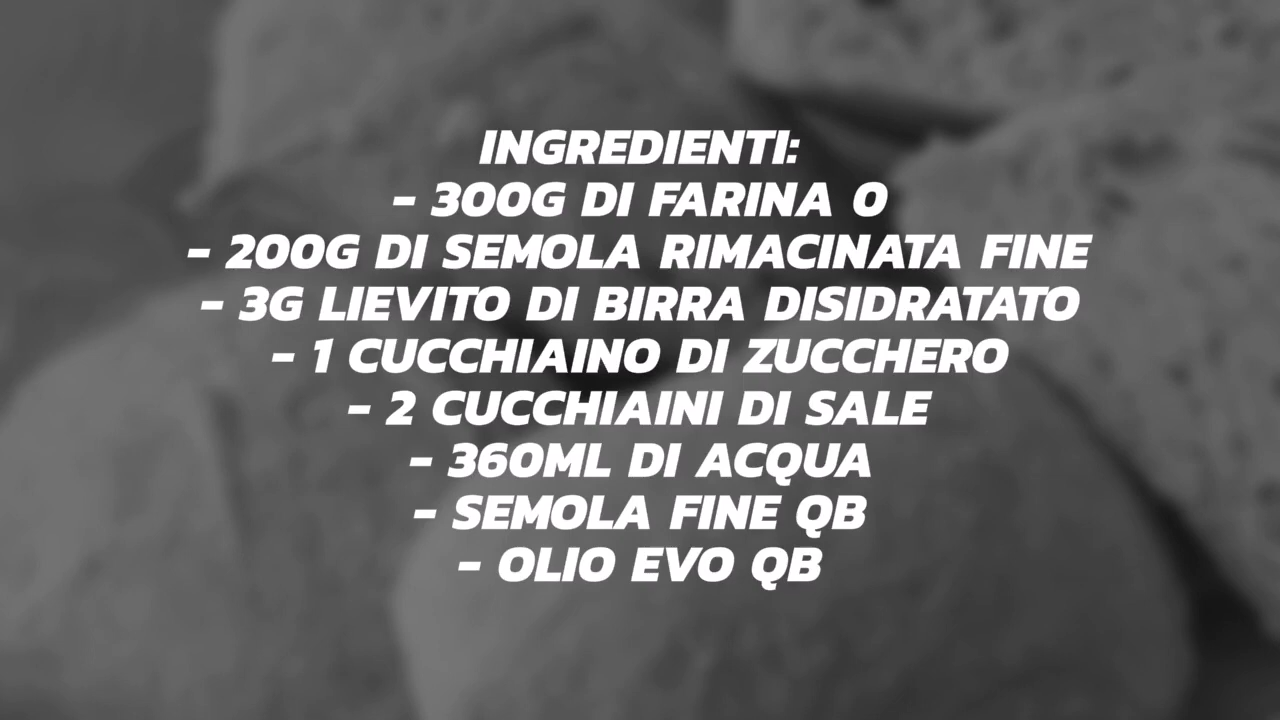 INGREDIENTI:
- 300G DI FARINA 0
- 200G DI SEMOLA RIMACINATA FINE
- 3G LIEVITO DI BIRRA DISIDRATATO
- 1 CUCCHIAINO DI ZUCCHERO
- 2 CUCCHIAINI DI SALE
- 360ML DI ACQUA
- SEMOLA FINE QB
- OLIO EVO QB